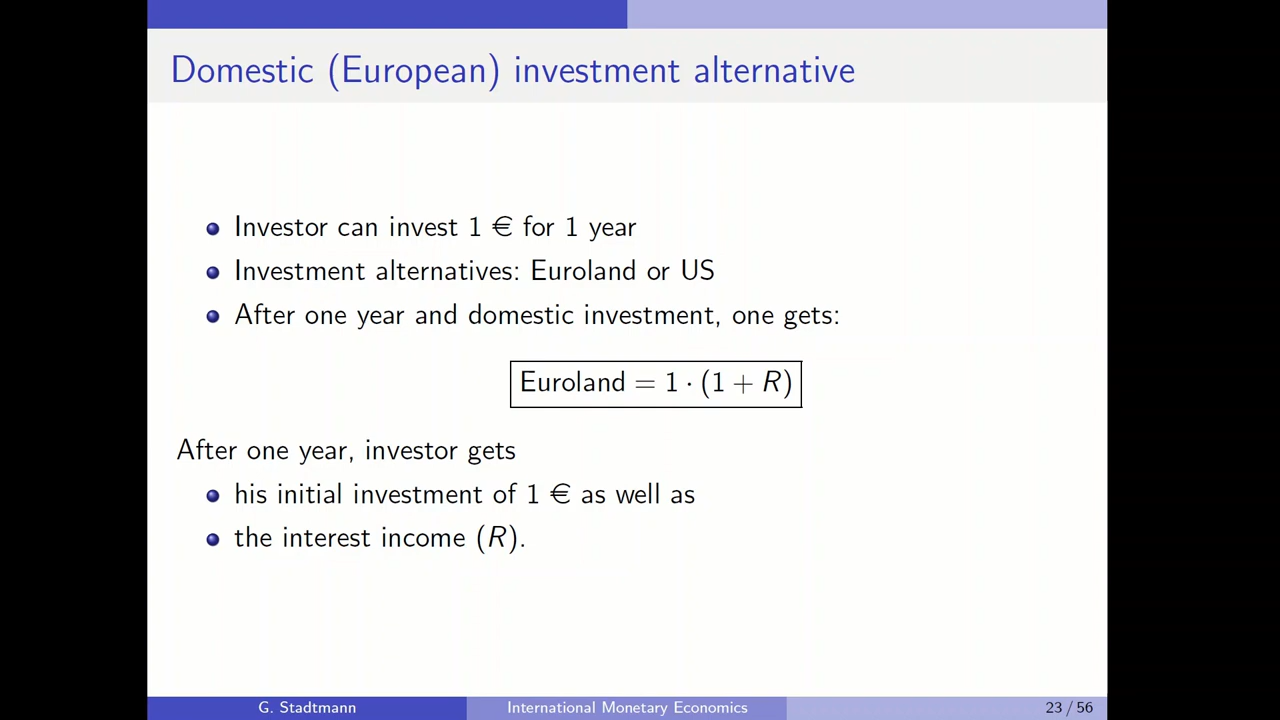 Domestic (European) investment alternative
Investor can invest 1 € for 1 year
Investment alternatives: Euroland or US
After one year and domestic investment, one gets:
Euroland = 1 · (1 + R)
After one year, investor gets
his initial investment of 1 € as well as
the interest income (R).
G. Stadtmann International Monetary Economics 23 / 56